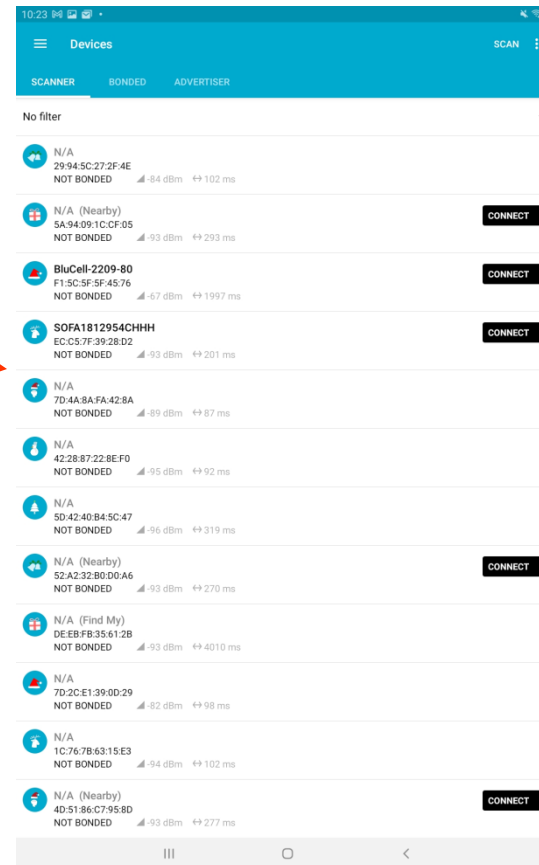 10:23
Devices
SCAN
SCANNER BONDED ADVERTISER
No filter
N/A
29:94:5C:27:2F:4E
NOT BONDED -84 dBm 102 ms
N/A (Nearby)
5A:94:09:1C:CF:05
NOT BONDED -93 dBm 293 ms
CONNECT
BluCell-2209-80
F1:5C:5F:5F:45:76
NOT BONDED -67 dBm 1997 ms
CONNECT
SOFA1812954CHHH
EC:C5:7F:39:28:D2
NOT BONDED -93 dBm 201 ms
CONNECT
N/A
7D:4A:8A:FA:42:8A
NOT BONDED -89 dBm 87 ms
N/A
42:28:87:22:8E:F0
NOT BONDED -95 dBm 92 ms
N/A
5D:42:40:B4:5C:47
NOT BONDED -96 dBm 319 ms
N/A (Nearby)
52:A2:32:B0:D0:A6
NOT BONDED -93 dBm 270 ms
CONNECT
N/A (Find My)
DE:EB:FB:35:61:2B
NOT BONDED -93 dBm 4010 ms
N/A
7D:2C:E1:39:0D:29
NOT BONDED -82 dBm 98 ms
N/A
1C:76:7B:63:15:E3
NOT BONDED -94 dBm 102 ms
N/A (Nearby)
4D:51:86:C7:95:8D
NOT BONDED -93 dBm 277 ms
CONNECT